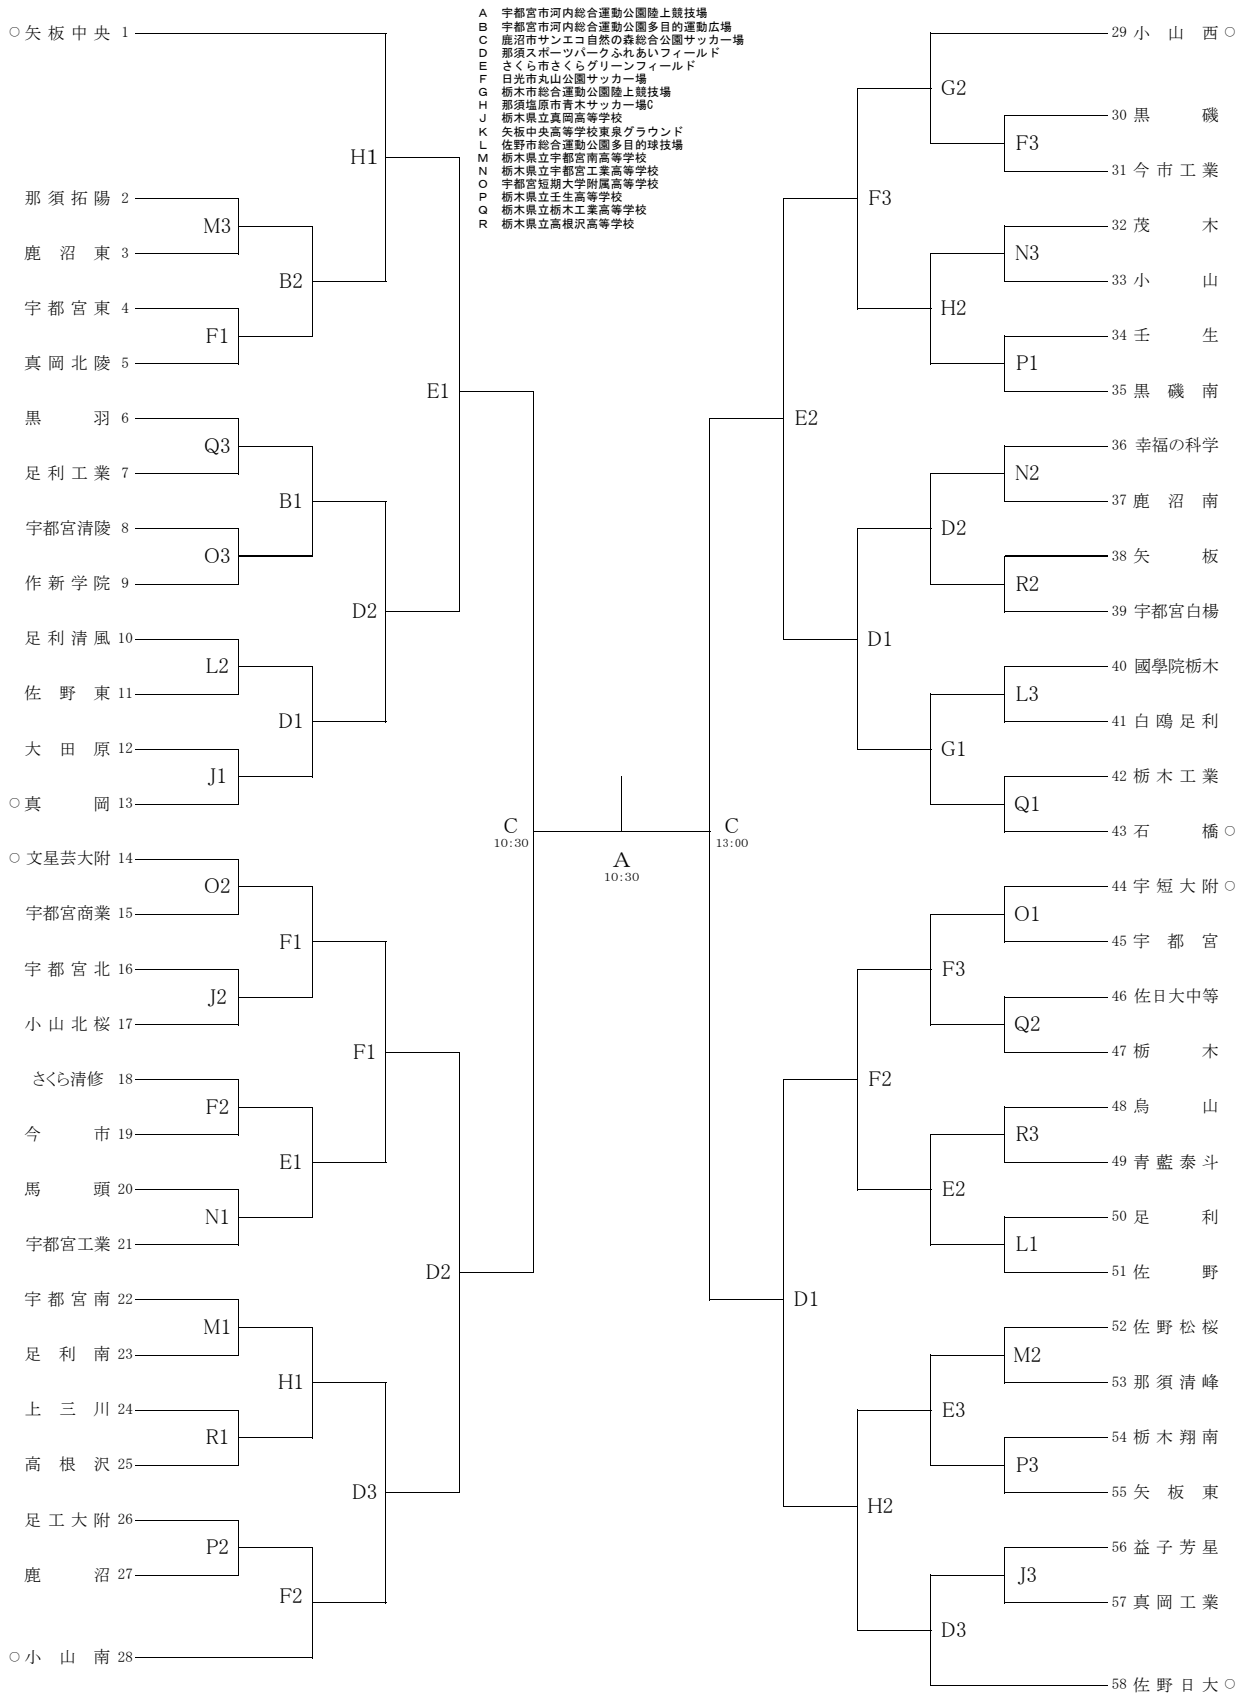 A 宇都宮市河内総合運動公園陸上競技場
B 宇都宮市河内総合運動公園多目的運動広場
C 鹿沼市サンエコ自然の森総合公園サッカー場
D 那須スポーツパークふれあいフィールド
E さくら市さくらグリーンフィールド
F 日光市丸山公園サッカー場
G 栃木市総合運動公園陸上競技場
H 那須塩原市青木サッカー場C
J 栃木県立真岡高等学校
K 矢板中央高等学校東泉グラウンド
L 佐野市総合運動公園多目的球技場
M 栃木県立宇都宮南高等学校
N 栃木県立宇都宮工業高等学校
O 宇都宮短期大学附属高等学校
P 栃木県立壬生高等学校
Q 栃木県立栃木工業高等学校
R 栃木県立高根沢高等学校
○ 矢板中央 1
那須拓陽 2
鹿沼東 3
宇都宮東 4
真岡北陵 5
黒羽 6
足利工業 7
宇都宮清陵 8
作新学院 9
足利清風 10
佐野東 11
大田原 12
○ 真岡 13
○ 文星芸大附 14
宇都宮商業 15
宇都宮北 16
小山北桜 17
さくら清修 18
今市 19
馬頭 20
宇都宮工業 21
宇都宮南 22
足利南 23
上三川 24
高根沢 25
足工大附 26
鹿沼 27
○ 小山南 28
M3
F1
Q3
O3
L2
J1
O2
J2
F2
N1
M1
R1
P2
B2
B1
D1
F1
E1
H1
F2
H1
D2
F1
D3
E1
D2
C
10:30
A
10:30
C
13:00
E2
D1
F3
D1
F2
H2
G2
H2
D2
G1
F3
E2
E3
D3
F3
N3
P1
N2
R2
L3
Q1
O1
Q2
R3
L1
M2
P3
J3
29 小山西 ○
30 黒磯
31 今市工業
32 茂木
33 小山
34 壬生
35 黒磯南
36 幸福の科学
37 鹿沼南
38 矢板
39 宇都宮白楊
40 國學院栃木
41 白鴎足利
42 栃木工業
43 石橋 ○
44 宇短大附 ○
45 宇都宮
46 佐日大中等
47 栃木
48 烏山
49 青藍泰斗
50 足利
51 佐野
52 佐野松桜
53 那須清峰
54 栃木翔南
55 矢板東
56 益子芳星
57 真岡工業
58 佐野日大 ○